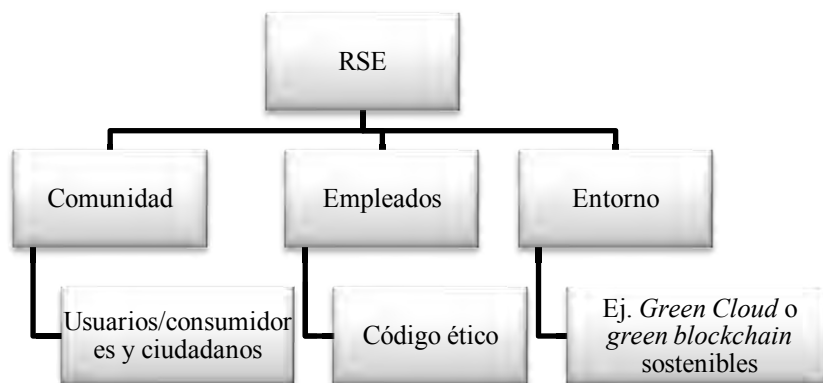 RSE
Comunidad
Empleados
Entorno
Usuarios/consumidor
es y ciudadanos
Código ético
Ej. Green Cloud o
green blockchain
sostenibles